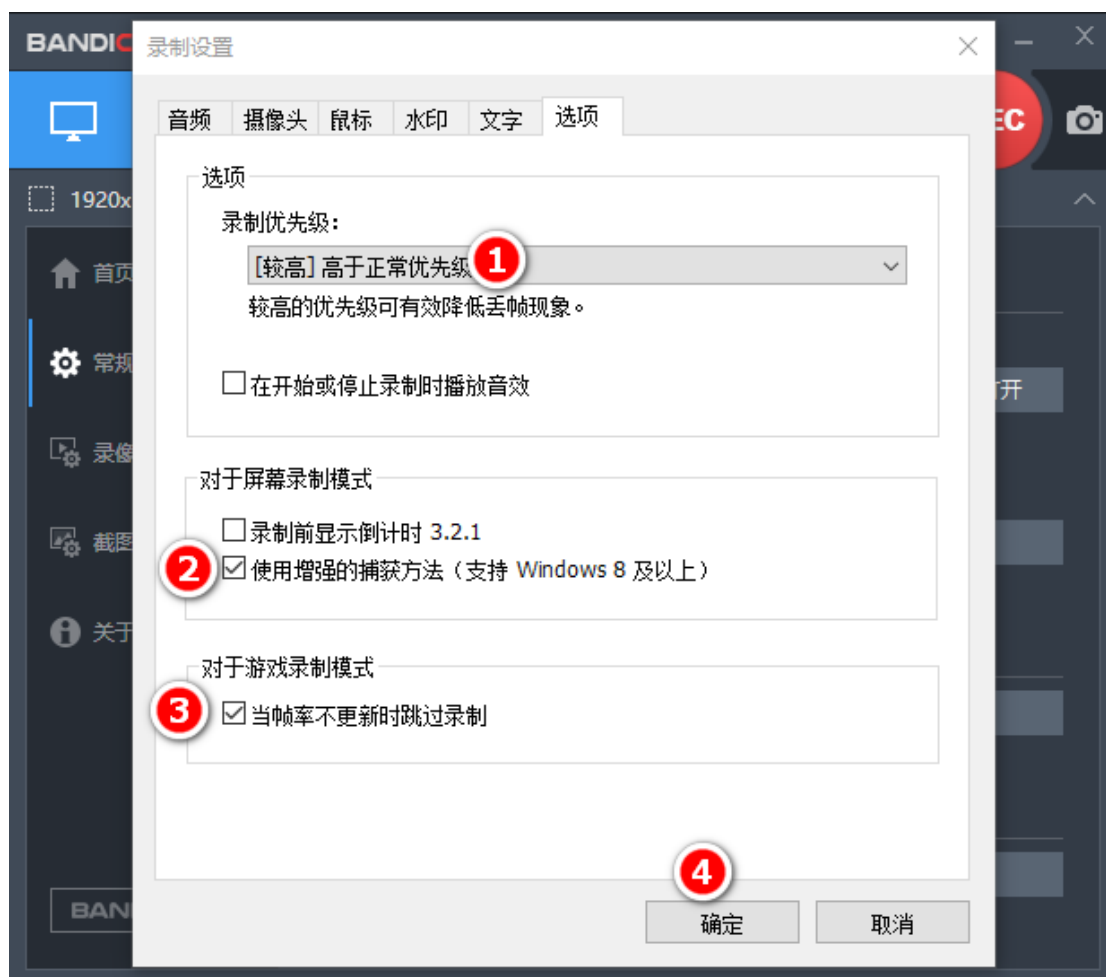 BANDIC
录制设置
音频 摄像头 鼠标 水印 文字 选项
EC
1920x
选项
录制优先级：
[较高] 高于正常优先级
1
较高的优先级可有效降低丢帧现象。
在开始或停止录制时播放音效
首页
常规
打开
录像
截图
关于
对于屏幕录制模式
录制前显示倒计时 3.2.1
2
使用增强的捕获方法（支持 Windows 8 及以上）
对于游戏录制模式
3
当帧率不更新时跳过录制
4
确定
取消
BAN